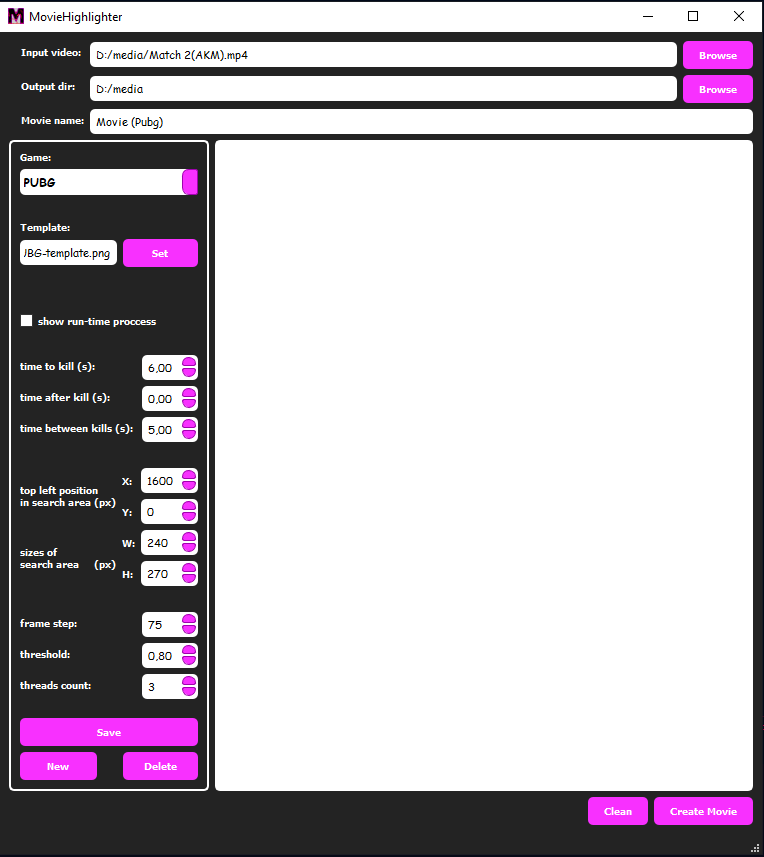 MovieHighlighter
Input video: D:/media/Match 2(AKM).mp4 Browse
Output dir: D:/media Browse
Movie name: Movie (Pubg)
Game:
PUBG
Template:
BG-template.png Set
show run-time proccess
time to kill (s): 6,00
time after kill (s): 0,00
time between kills (s): 5,00
top left position
in search area (px)
X: 1600
Y: 0
sizes of
search area (px)
W: 240
H: 270
frame step: 75
threshold: 0,80
threads count: 3
Save
New Delete
Clean Create Movie